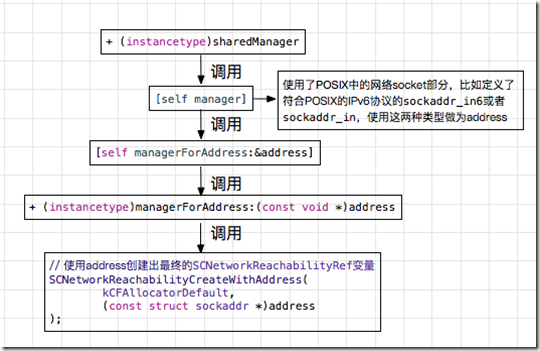 + (instancetype)sharedManager
调用
[self manager]
使用了POSIX中的网络socket部分，比如定义了
符合POSIX的IPv6协议的sockaddr_in6或者
sockaddr_in，使用这两种类型做为address
调用
[self managerForAddress:&address]
调用
+ (instancetype)managerForAddress:(const void *)address
调用
// 使用address创建出最终的SCNetworkReachabilityRef变量
SCNetworkReachabilityCreateWithAddress(
kCFAllocatorDefault,
(const struct sockaddr *)address
);